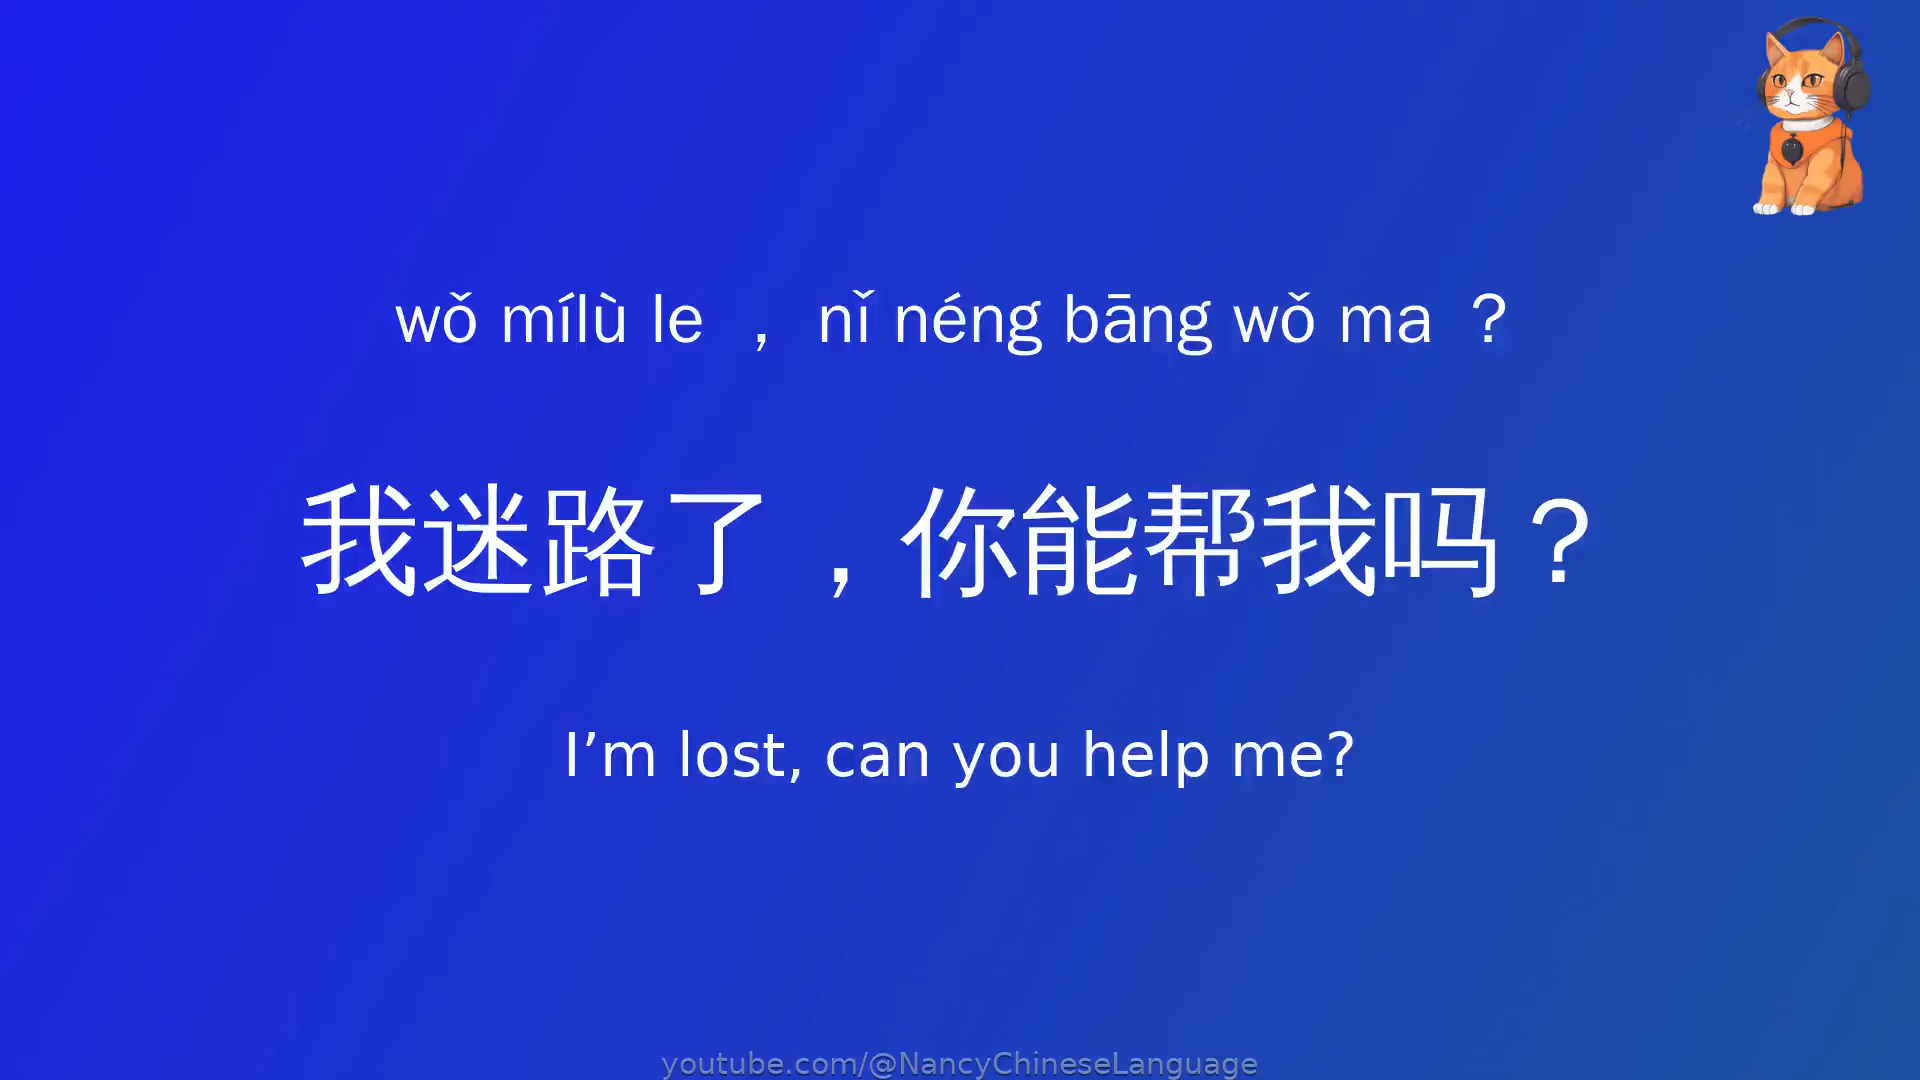 wǒ mílù le ， nǐ néng bāng wǒ ma ？
我迷路了，你能帮我吗？
I’m lost, can you help me?
youtube.com/@NancyChineseLanguage